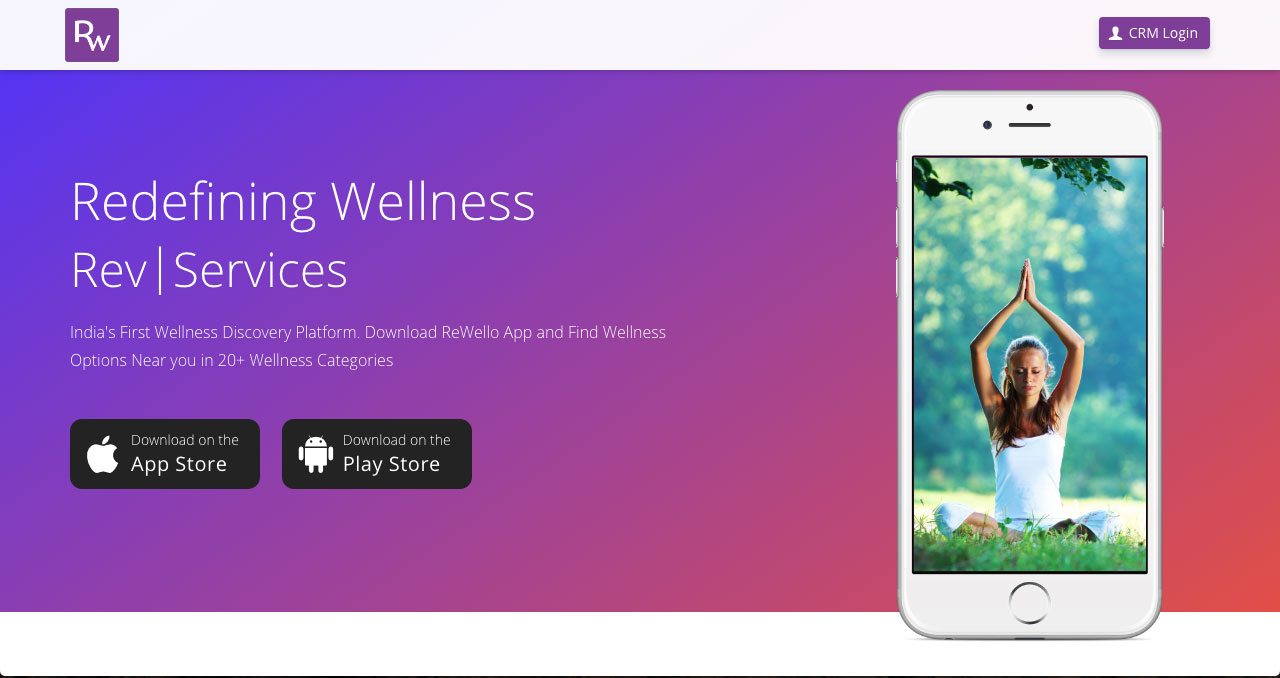 RW
CRM Login
Redefining Wellness
Rev|Services
India's First Wellness Discovery Platform. Download ReWello App and Find Wellness
Options Near you in 20+ Wellness Categories
Download on the
App Store
Download on the
Play Store